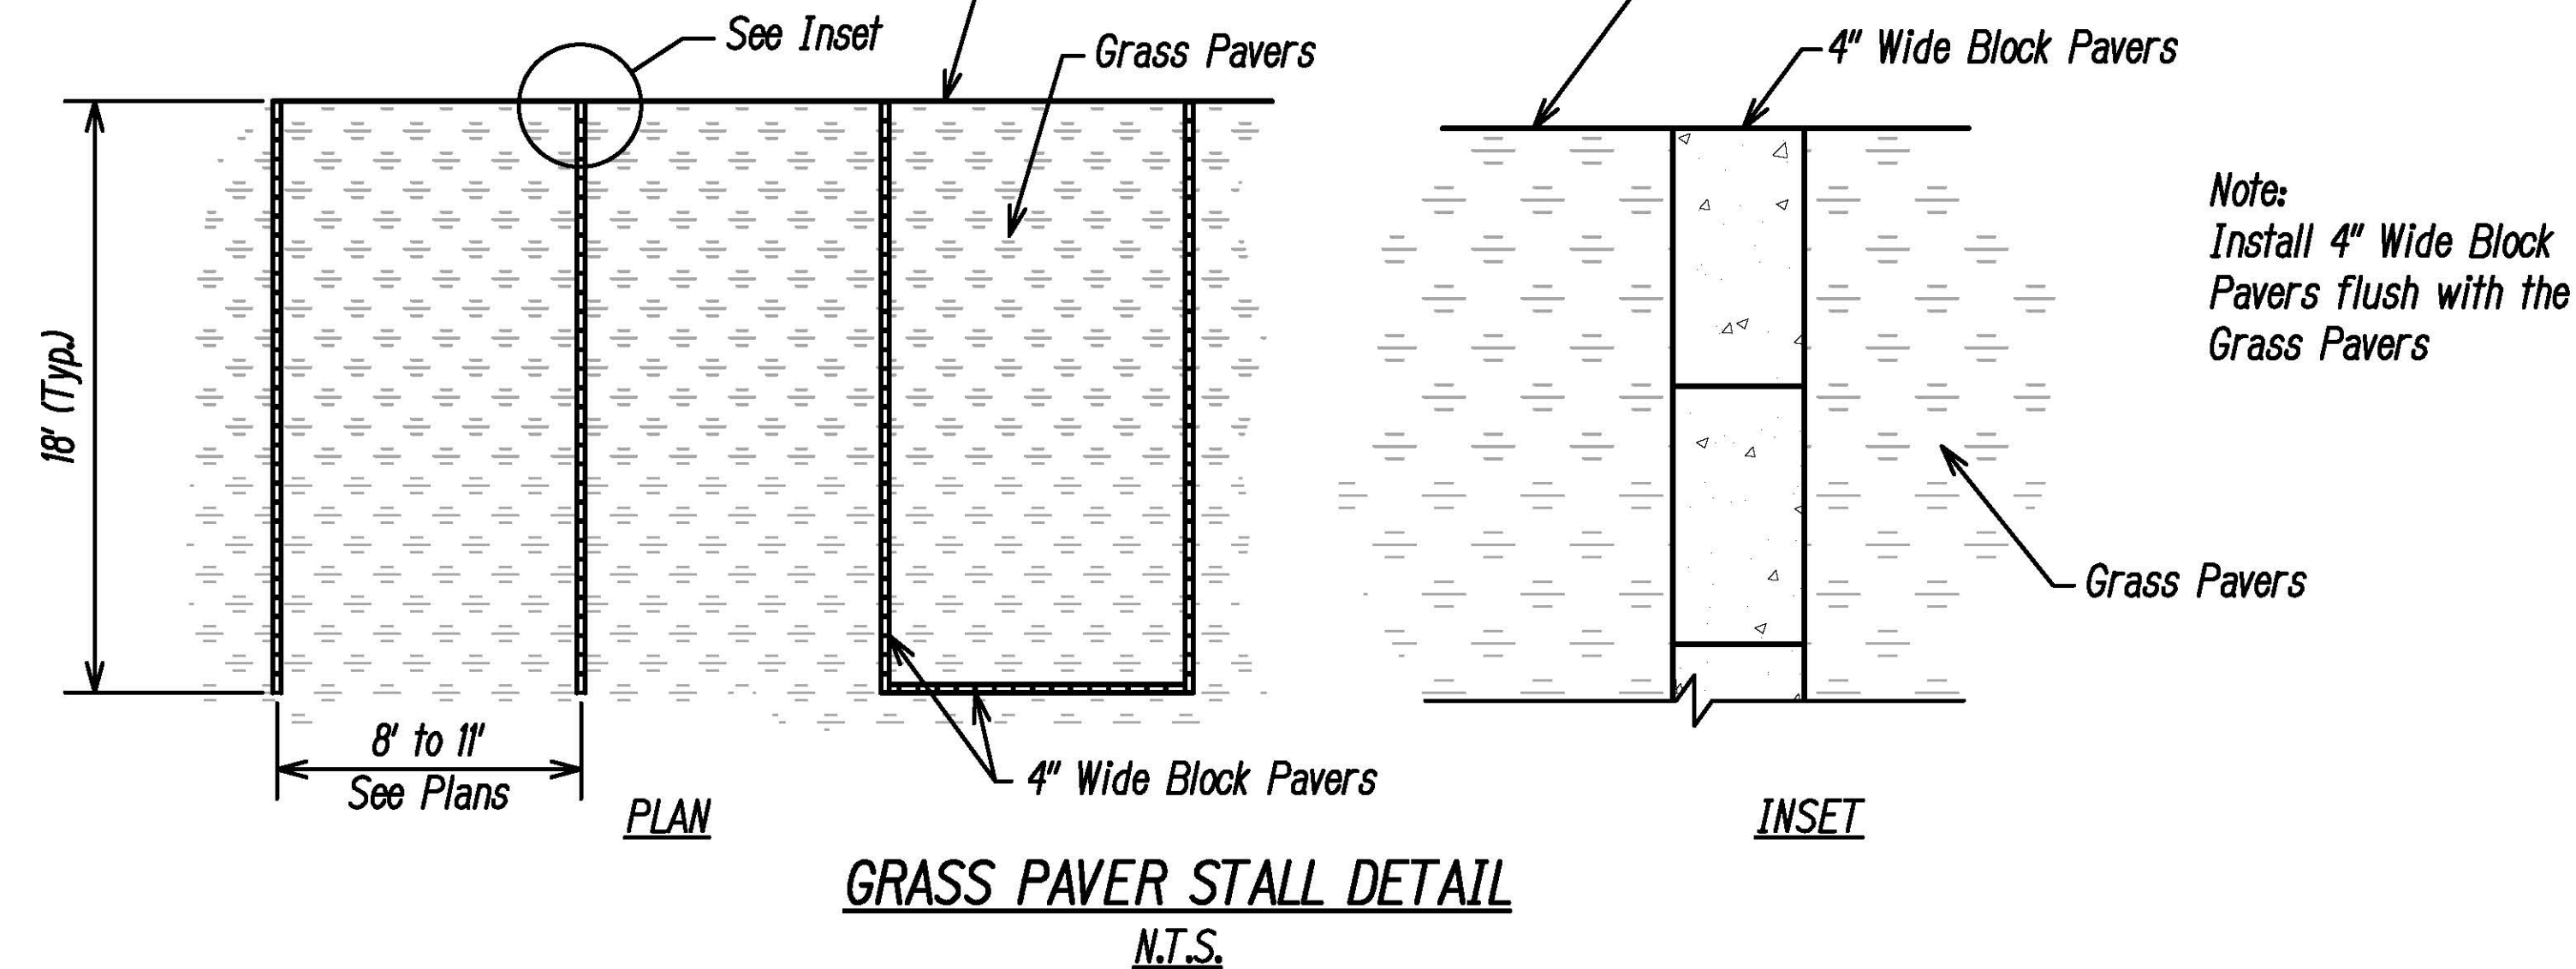 See Inset
Grass Pavers
18' (Typ.)
8' to 11'
See Plans
4" Wide Block Pavers
PLAN
4" Wide Block Pavers
Grass Pavers
INSET
Note:
Install 4" Wide Block
Pavers flush with the
Grass Pavers
GRASS PAVER STALL DETAIL
N.T.S.